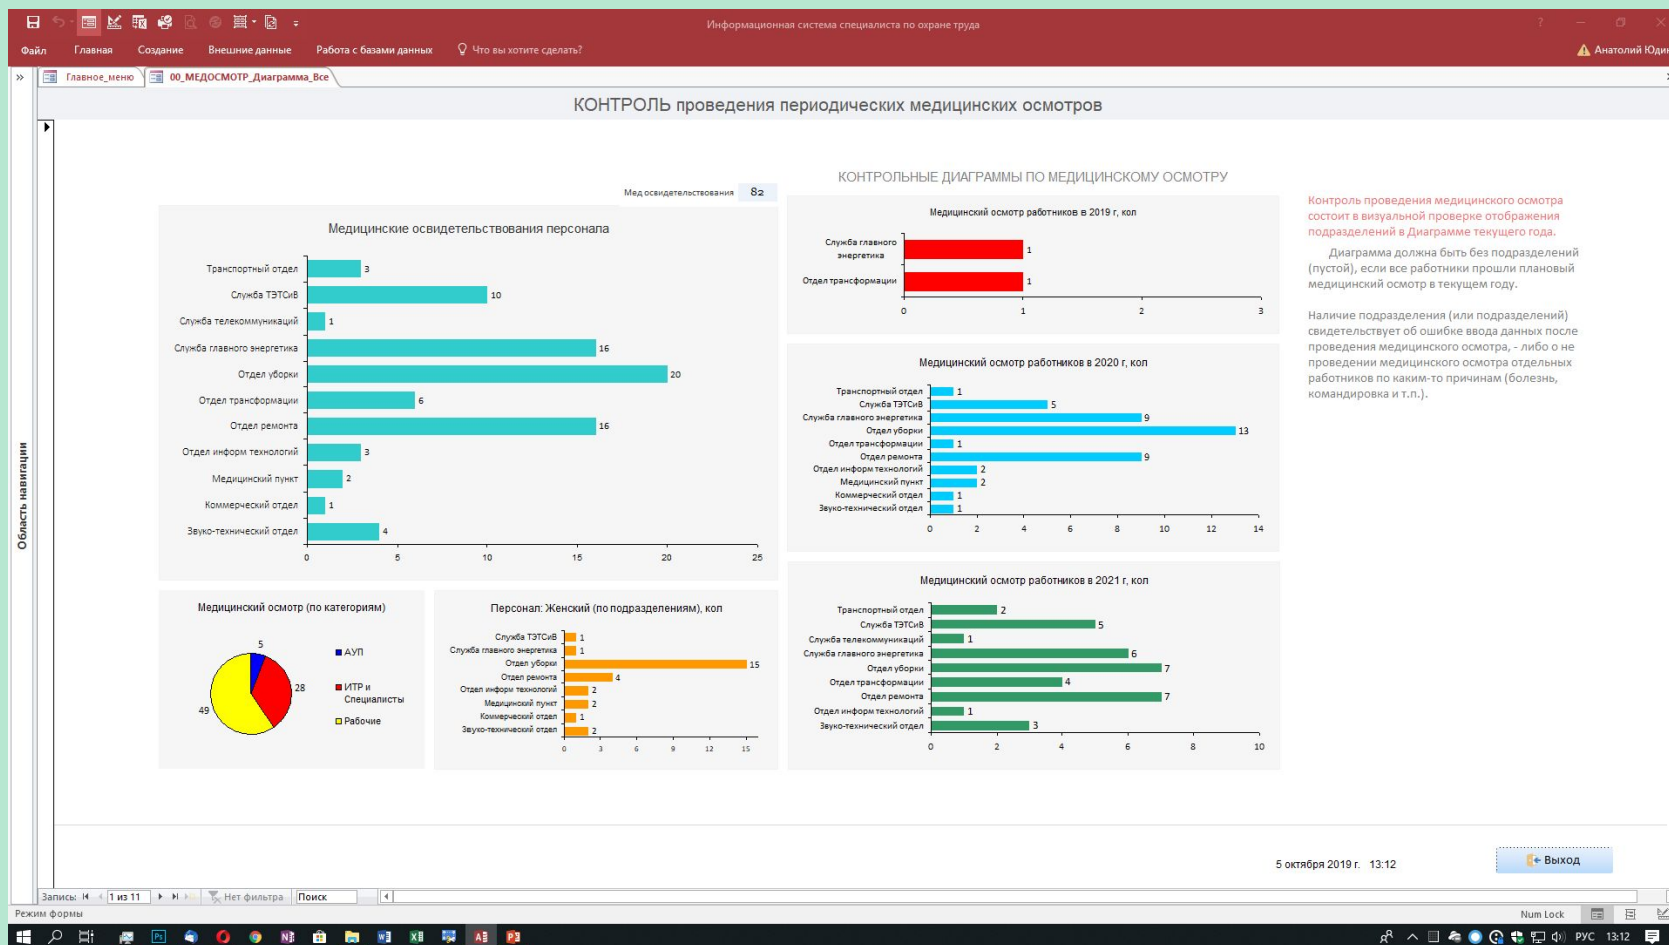 Информационная система специалиста по охране труда
Файл Главная Создание Внешние данные Работа с базами данных Что вы хотите сделать? Анатолий Юдин
Главное_меню 00_МЕДОСМОТР_Диаграмма_Все
КОНТРОЛЬ проведения периодических медицинских осмотров
Область навигации
Мед освидетельствования 82
Медицинские освидетельствования персонала
Транспортный отдел 3
Служба ТЭТСиВ 10
Служба телекоммуникаций 1
Служба главного энергетика 16
Отдел уборки 20
Отдел трансформации 6
Отдел ремонта 16
Отдел информ технологий 3
Медицинский пункт 2
Коммерческий отдел 1
Звуко-технический отдел 4
0 5 10 15 20 25
Медицинский осмотр (по категориям)
5
28
49
АУП
ИТР и
Специалисты
Рабочие
Персонал: Женский (по подразделениям), кол
Служба ТЭТСиВ 1
Служба главного энергетика 1
Отдел уборки 15
Отдел ремонта 4
Отдел информ технологий 2
Медицинский пункт 2
Коммерческий отдел 1
Звуко-технический отдел 2
0 3 6 9 12 15
КОНТРОЛЬНЫЕ ДИАГРАММЫ ПО МЕДИЦИНСКОМУ ОСМОТРУ
Медицинский осмотр работников в 2019 г, кол
Служба главного
энергетика 1
Отдел трансформации 1
0 1 2 3
Медицинский осмотр работников в 2020 г, кол
Транспортный отдел 1
Служба ТЭТСиВ 5
Служба главного энергетика 9
Отдел уборки 13
Отдел трансформации 1
Отдел ремонта 9
Отдел информ технологий 2
Медицинский пункт 2
Коммерческий отдел 1
Звуко-технический отдел 1
0 2 4 6 8 10 12 14
Медицинский осмотр работников в 2021 г, кол
Транспортный отдел 2
Служба ТЭТСиВ 5
Служба телекоммуникаций 1
Служба главного энергетика 6
Отдел уборки 7
Отдел трансформации 4
Отдел ремонта 7
Отдел информ технологий 1
Звуко-технический отдел 3
0 2 4 6 8 10
Контроль проведения медицинского осмотра
состоит в визуальной проверке отображения
подразделений в Диаграмме текущего года.
Диаграмма должна быть без подразделений
(пустой), если все работники прошли плановый
медицинский осмотр в текущем году.
Наличие подразделения (или подразделений)
свидетельствует об ошибке ввода данных после
проведения медицинского осмотра, - либо о не
проведении медицинского осмотра отдельных
работников по каким-то причинам (болезнь,
командировка и т.п.).
5 октября 2019 г. 13:12
Выход
Запись: 1 из 11 Нет фильтра Поиск
Режим формы Num Lock
РУС 13:12